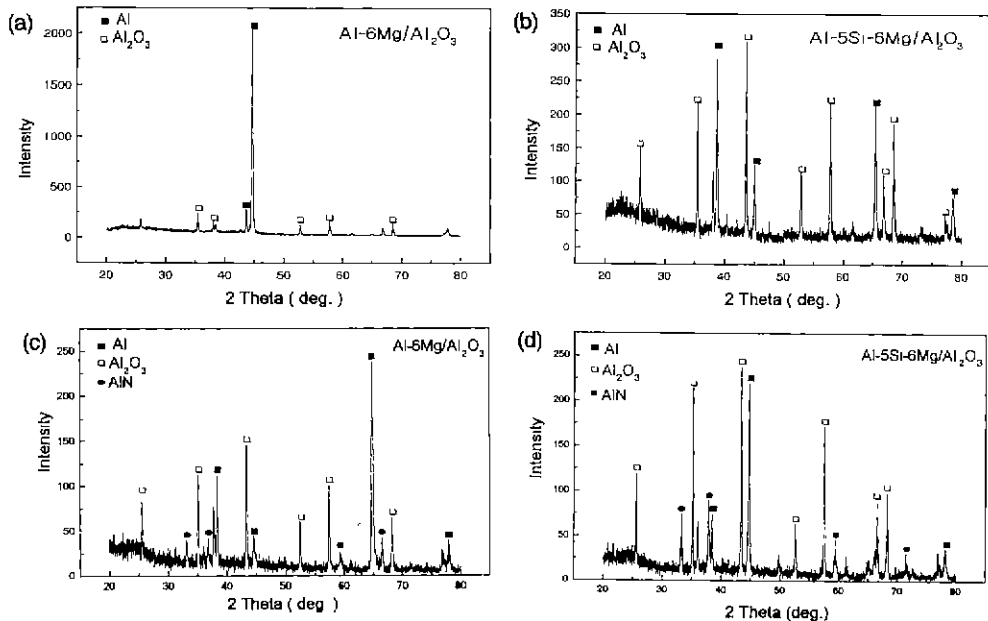 (a)
Al
Al2O3
Al-6Mg/Al2O3
2000
1500
1000
500
0
Intensity
20 30 40 50 60 70 80
2 Theta ( deg. )
(b)
Al
Al2O3
Al-5Si-6Mg/Al2O3
350
300
250
200
150
100
50
0
Intensity
20 30 40 50 60 70 80
2 Theta ( deg. )
(c)
Al
Al2O3
AlN
Al-6Mg/Al2O3
250
200
150
100
50
0
Intensity
20 30 40 50 60 70 80
2 Theta ( deg )
(d)
Al
Al2O3
AlN
Al-5Si-6Mg/Al2O3
250
200
150
100
50
0
Intensity
20 30 40 50 60 70 80
2 Theta (deg.)